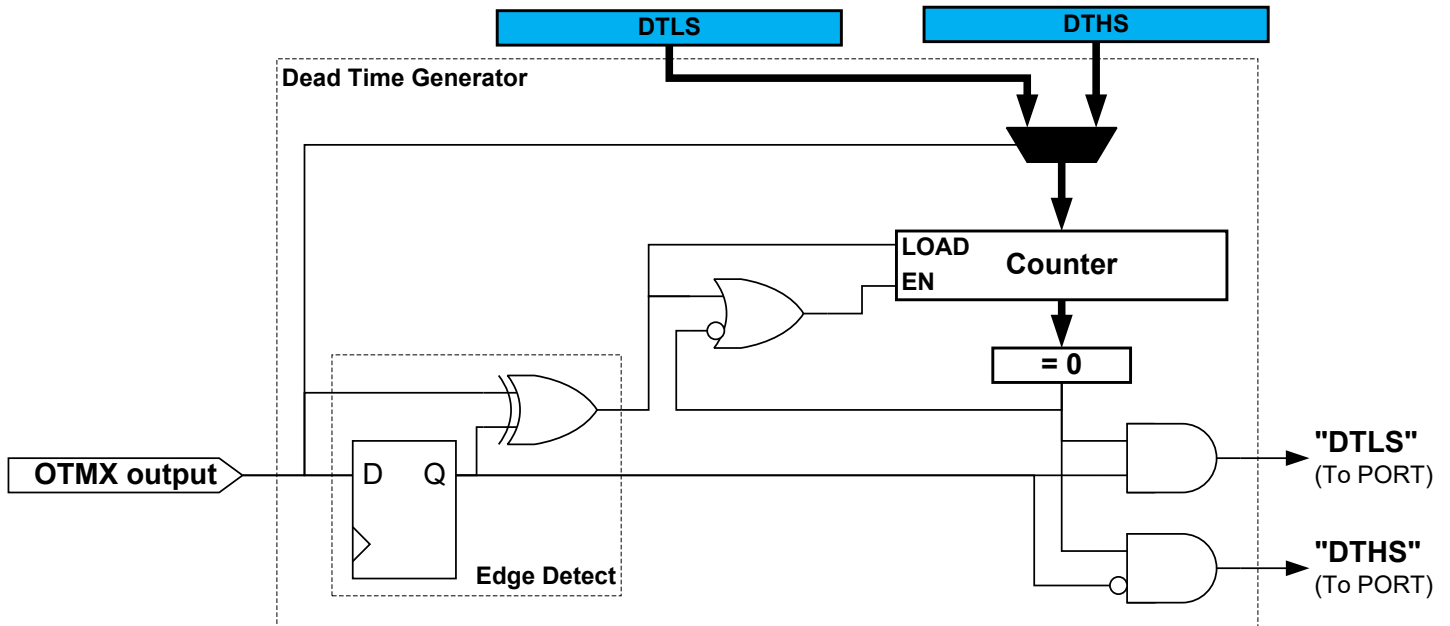 DTLS
DTHS
Dead Time Generator
LOAD
Counter
EN
= 0
"DTLS"
(To PORT)
OTMX output
D Q
"DTHS"
(To PORT)
Edge Detect